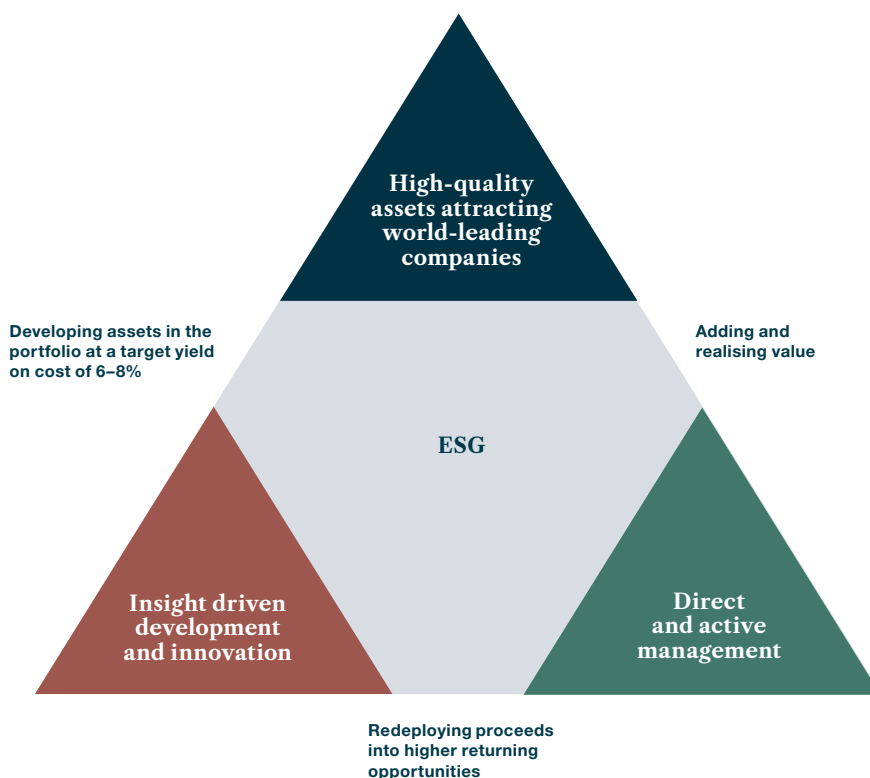 High-quality
assets attracting
world-leading
companies
Developing assets in the
portfolio at a target yield
on cost of 6–8%
Adding and
realising value
ESG
Insight driven
development
and innovation
Direct
and active
management
Redeploying proceeds
into higher returning
opportunities